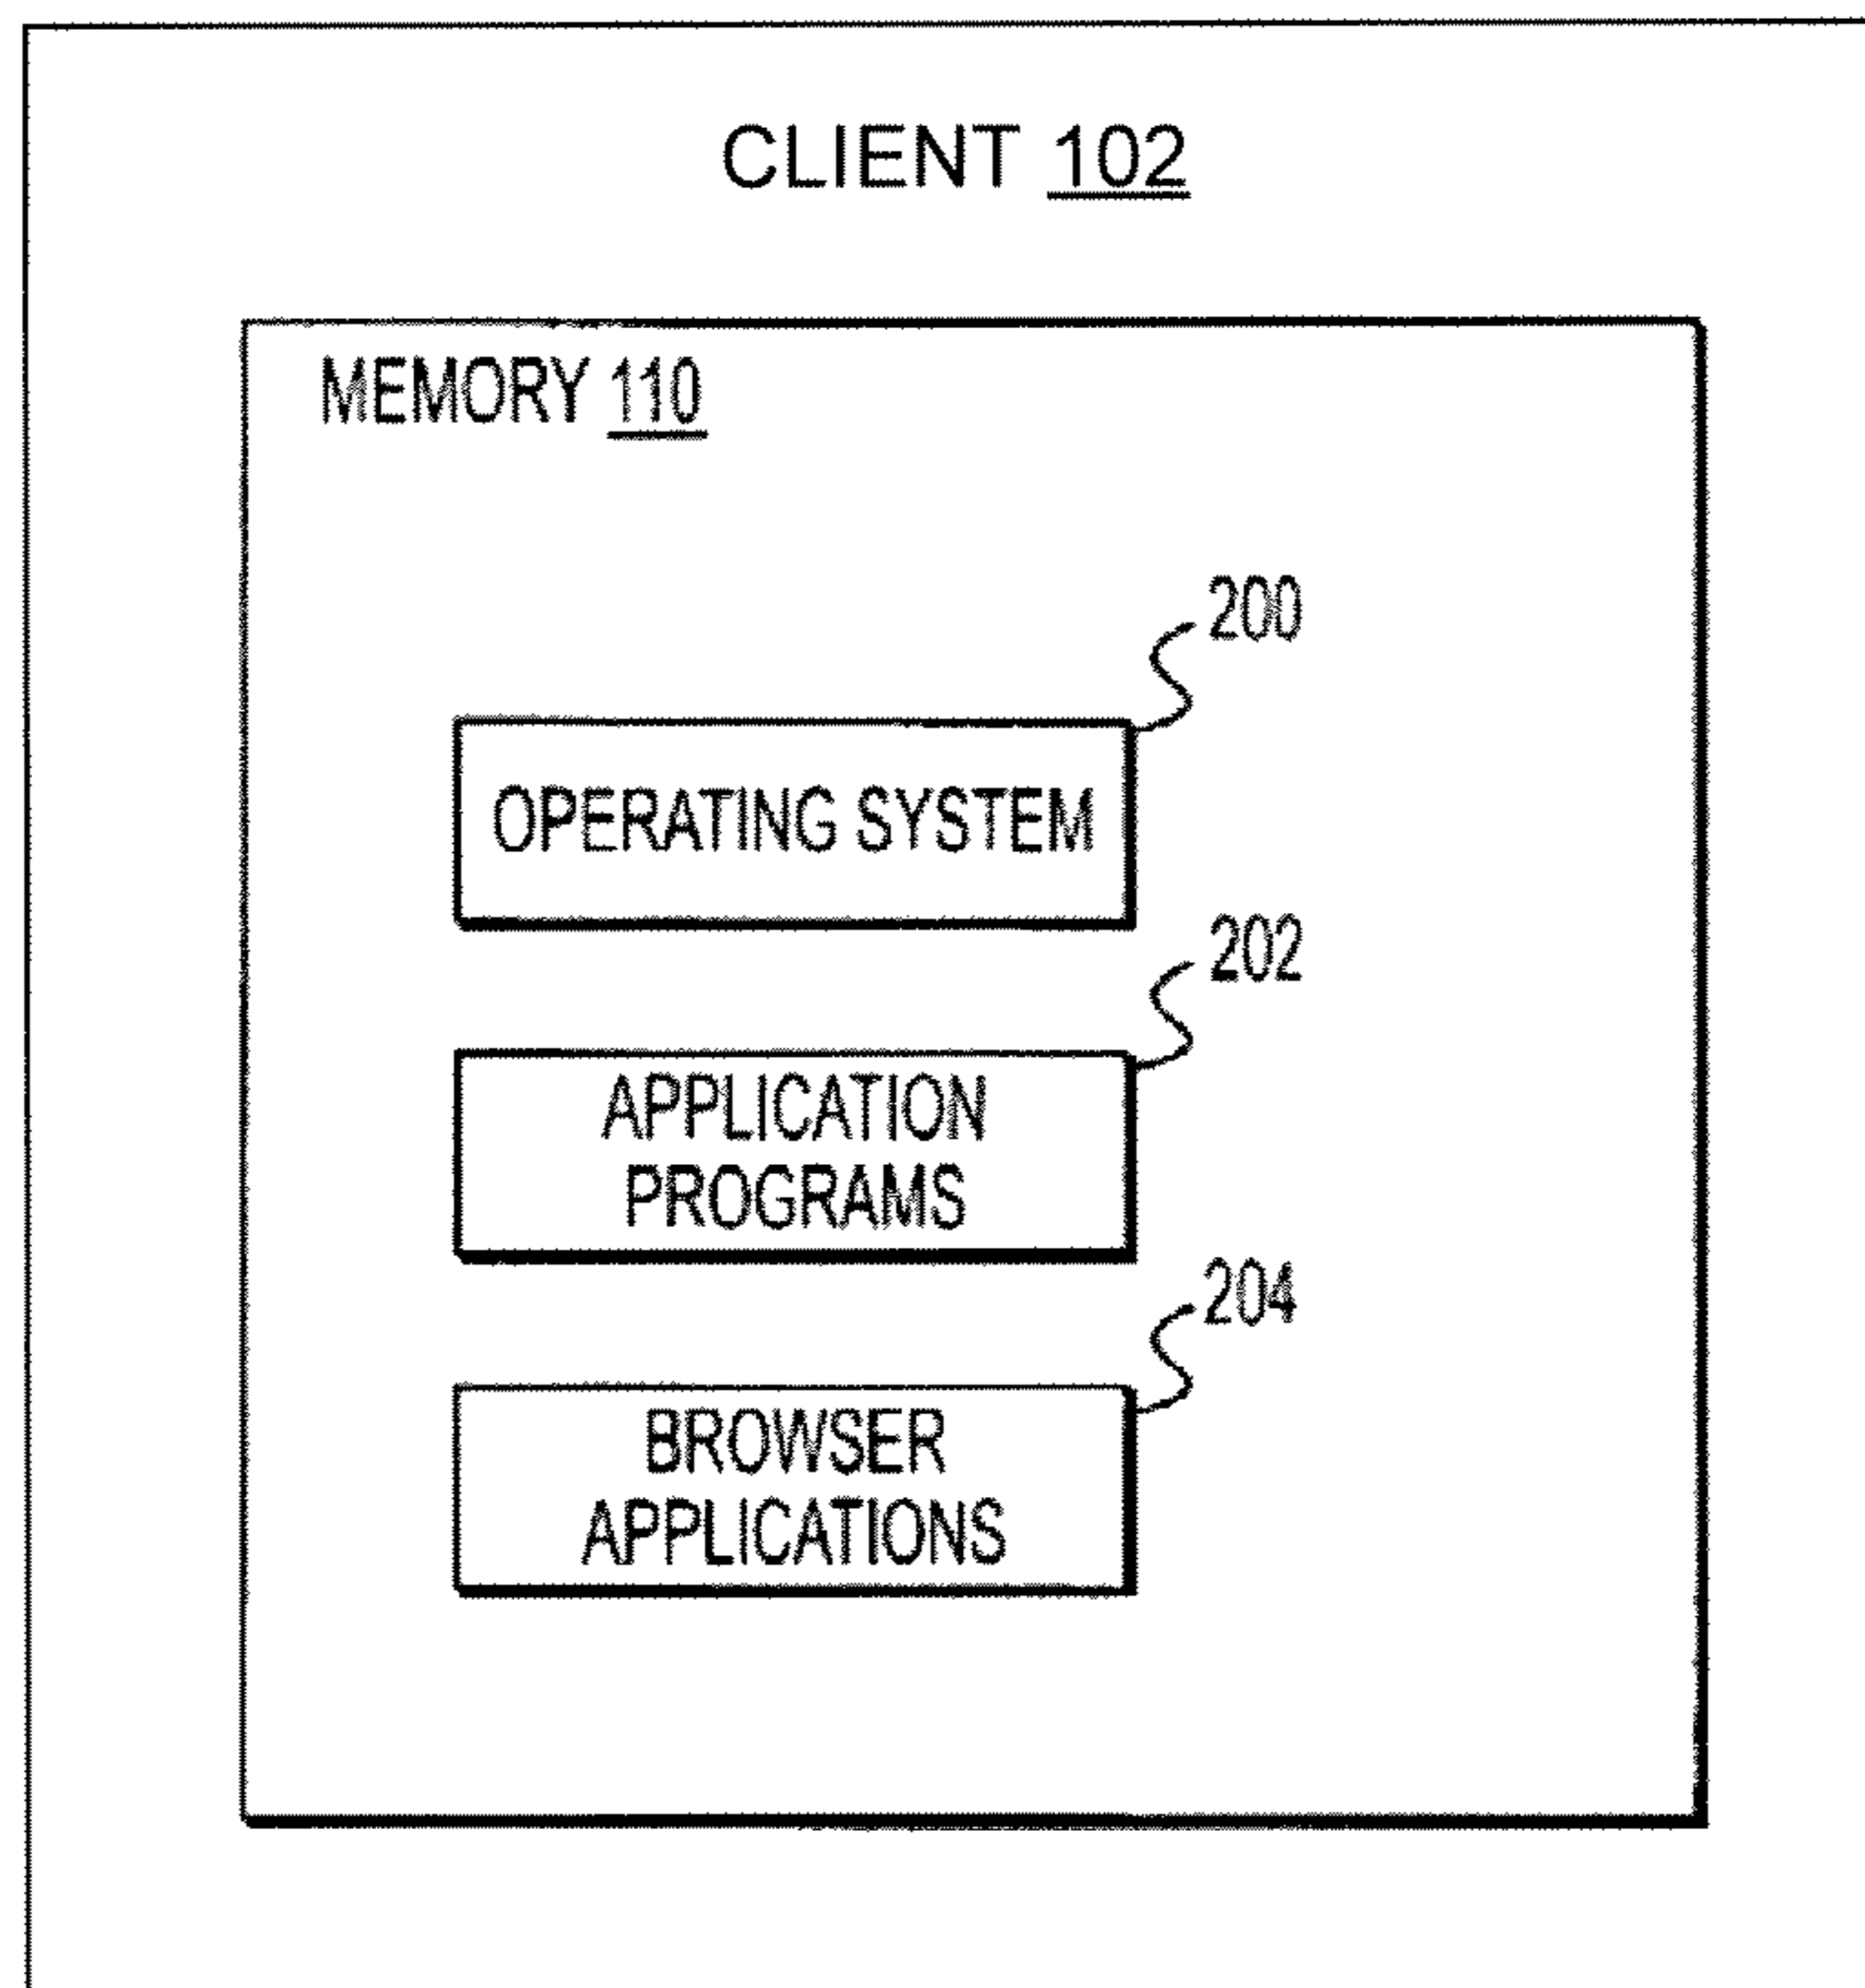 CLIENT 102
MEMORY 110
200
OPERATING SYSTEM
202
APPLICATION
PROGRAMS
204
BROWSER
APPLICATIONS